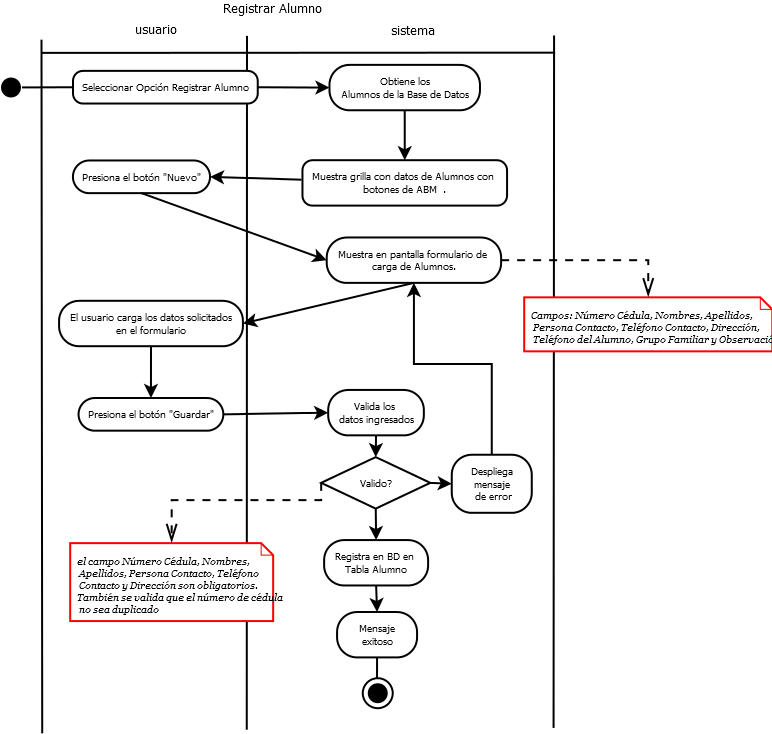 Registrar Alumno
usuario
sistema
Seleccionar Opción Registrar Alumno
Obtiene los
Alumnos de la Base de Datos
Presiona el botón "Nuevo"
Muestra grilla con datos de Alumnos con
botones de ABM .
Muestra en pantalla formulario de
carga de Alumnos.
Campos: Número Cédula, Nombres, Apellidos,
Persona Contacto, Teléfono Contacto, Dirección,
Teléfono del Alumno, Grupo Familiar y Observació
El usuario carga los datos solicitados
en el formulario
Presiona el botón "Guardar"
Valida los
datos ingresados
Valido?
Despliega
mensaje
de error
el campo Número Cédula, Nombres,
Apellidos, Persona Contacto, Teléfono
Contacto y Dirección son obligatorios.
También se valida que el número de cédula
no sea duplicado
Registra en BD en
Tabla Alumno
Mensaje
exitoso